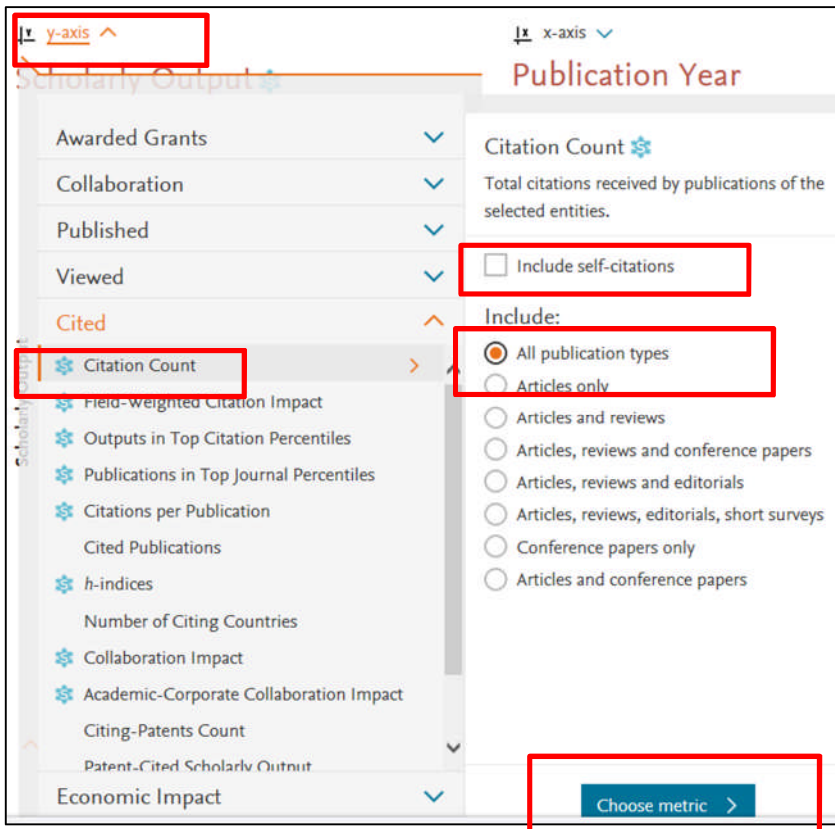 y-axis
x-axis
Scholarly Output
Publication Year
Awarded Grants
Collaboration
Published
Viewed
Cited
Citation Count
Field-Weighted Citation Impact
Outputs in Top Citation Percentiles
Publications in Top Journal Percentiles
Citations per Publication
Cited Publications
h-indices
Number of Citing Countries
Collaboration Impact
Academic-Corporate Collaboration Impact
Citing-Patents Count
Patent-Cited Scholarly Output
Economic Impact
Scholarly Output
Citation Count
Total citations received by publications of the
selected entities.
Include self-citations
Include:
All publication types
Articles only
Articles and reviews
Articles, reviews and conference papers
Articles, reviews and editorials
Articles, reviews, editorials, short surveys
Conference papers only
Articles and conference papers
Choose metric